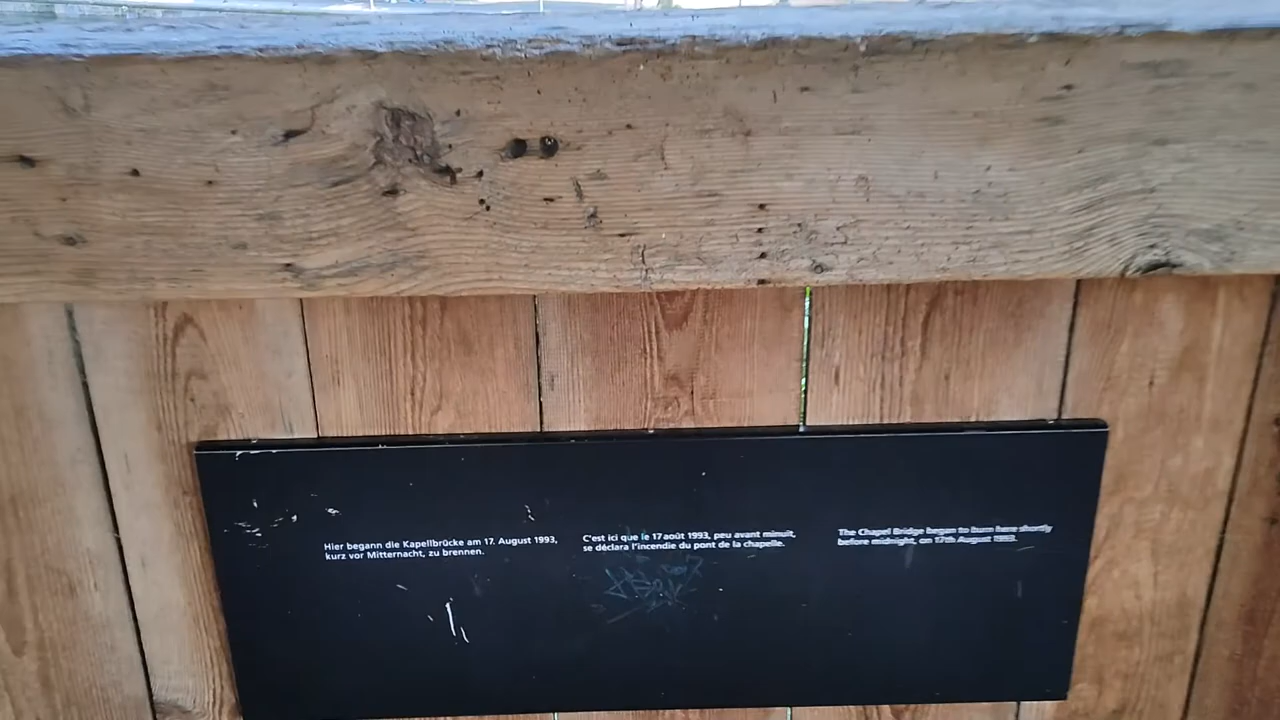 Hier begann die Kapellbrücke am 17. August 1993,
kurz vor Mitternacht, zu brennen.
C'est ici que le 17 août 1993, peu avant minuit,
se déclara l'incendie du pont de la chapelle.
The Chapel Bridge began to burn here shortly
before midnight, on 17th August 1993.